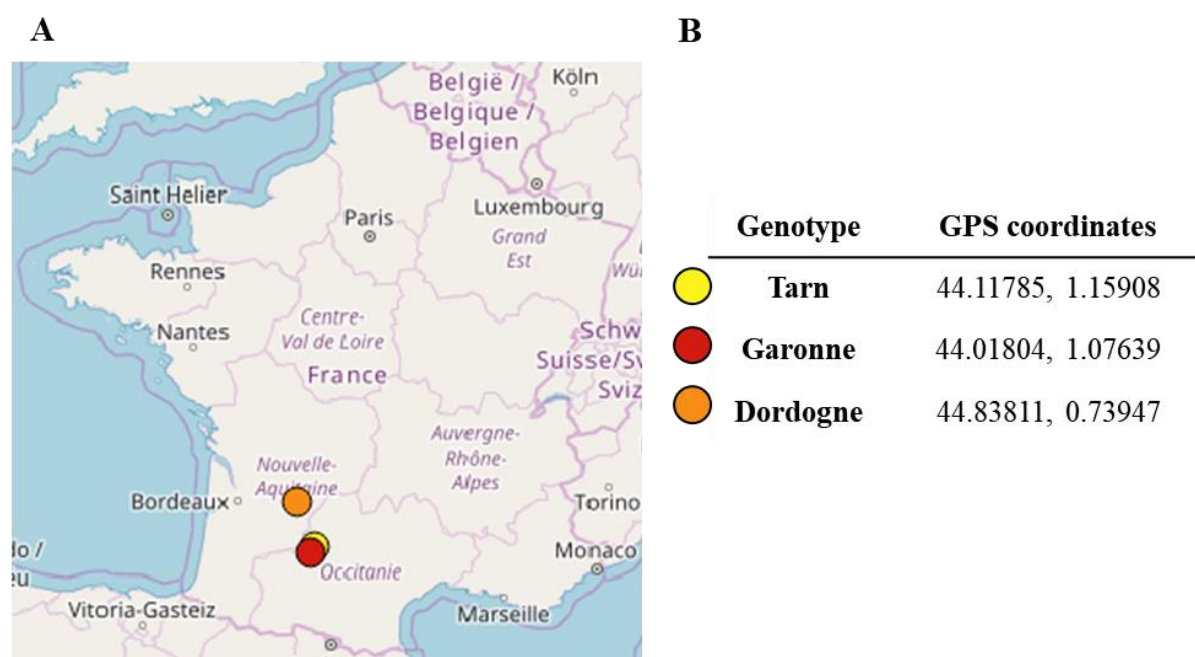 A
B
België /
Belgique /
Belgien
Köln
Saint Helier
Luxembourg
Paris
Grand
Est
Rennes
Nantes
Centre-
Val de Loire
France
Schw
Suisse/Sv
Sviz
Auvergne-
Rhône-
Alpes
Nouvelle-
Aquitaine
Bordeaux
Torino
Monaco
Occitanie
Marseille
Vitoria-Gasteiz
Genotype GPS coordinates
Tarn 44.11785, 1.15908
Garonne 44.01804, 1.07639
Dordogne 44.83811, 0.73947